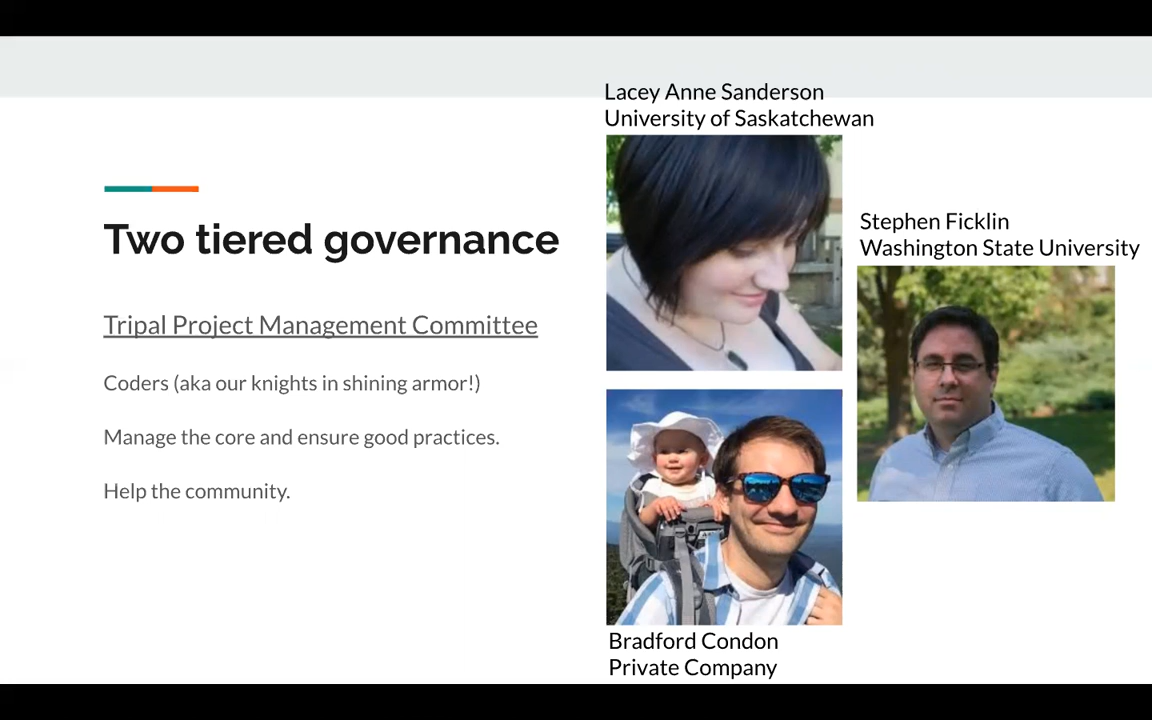 Two tiered governance
Tripal Project Management Committee
Coders (aka our knights in shining armor!)
Manage the core and ensure good practices.
Help the community.
Lacey Anne Sanderson
University of Saskatchewan
Stephen Ficklin
Washington State University
Bradford Condon
Private Company